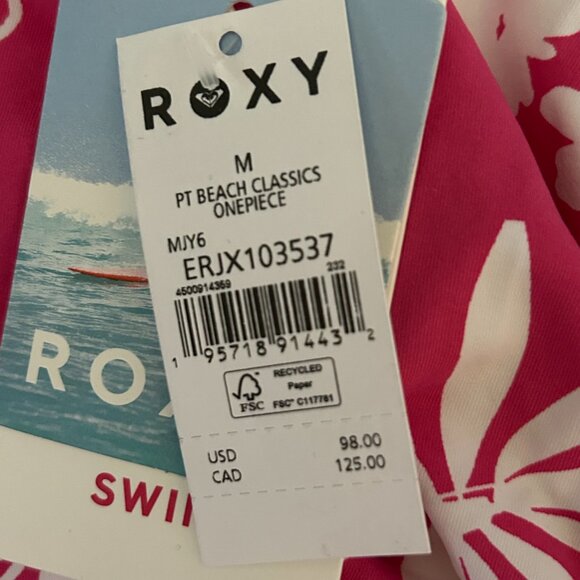 ROXY
M
PT BEACH CLASSICS
ONEPIECE
MJY6
ERJX103537
4500914369 232
1 95718 91443 2
FSC
RECYCLED
Paper
FSC® C117761
USD 98.00
CAD 125.00
ROX
SWI